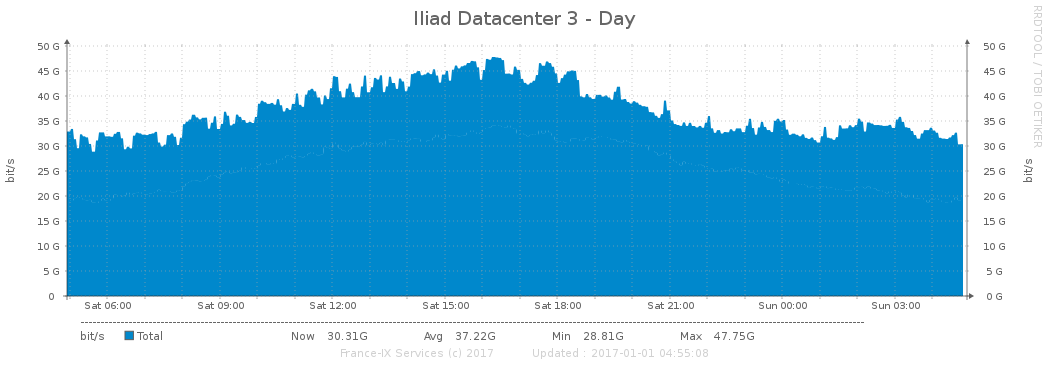 Iliad Datacenter 3 - Day
RRDTOOL / TOBI OETIKER
50 G 50 G
45 G 45 G
40 G 40 G
35 G 35 G
30 G 30 G
25 G 25 G
20 G 20 G
15 G 15 G
10 G 10 G
5 G 5 G
0 0 G
bit/s bit/s
Sat 06:00 Sat 09:00 Sat 12:00 Sat 15:00 Sat 18:00 Sat 21:00 Sun 00:00 Sun 03:00
bit/s Total Now 30.31G Avg 37.22G Min 28.81G Max 47.75G
France-IX Services (c) 2017 Updated : 2017-01-01 04:55:08